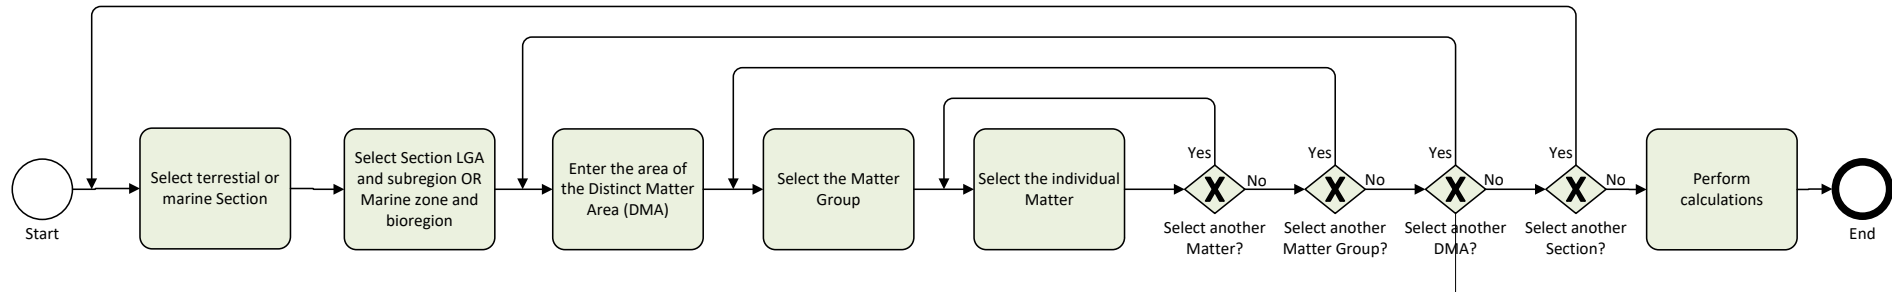 Start
Select terrestial or
marine Section
Select Section LGA
and subregion OR
Marine zone and
bioregion
Enter the area of
the Distinct Matter
Area (DMA)
Select the Matter
Group
Select the individual
Matter
Yes
X
No
Select another
Matter?
Yes
X
No
Select another
Matter Group?
Yes
X
No
Select another
DMA?
Yes
X
No
Select another
Section?
Perform
calculations
End